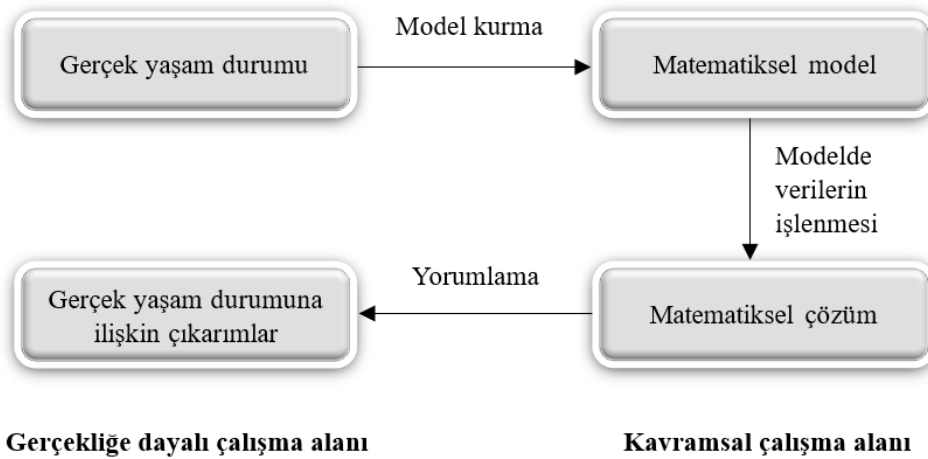 Model kurma
Gerçek yaşam durumu
Matematiksel model
Modelde
verilerin
işlenmesi
Yorumlama
Gerçek yaşam durumuna
ilişkin çıkarımlar
Matematiksel çözüm
Gerçekliğe dayalı çalışma alanı
Kavramsal çalışma alanı